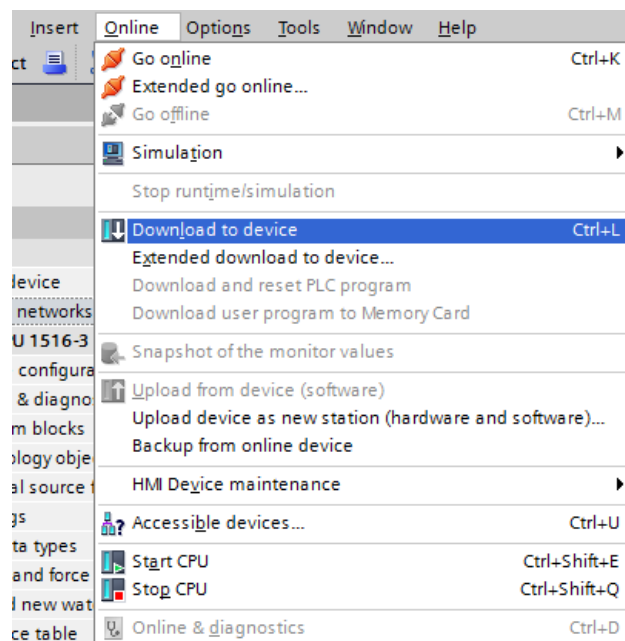 Insert Online Options Tools Window Help
ct
Go online Ctrl+K
Extended go online...
Go offline Ctrl+M
Simulation
Stop runtime/simulation
Download to device Ctrl+L
Extended download to device...
levice Download and reset PLC program
networks Download user program to Memory Card
U 1516-3 Snapshot of the monitor values
configura
& diagno Upload from device (software)
m blocks Upload device as new station (hardware and software)...
ology obje Backup from online device
al source f HMI Device maintenance
gs Accessible devices... Ctrl+U
ta types
and force Start CPU Ctrl+Shift+E
d new wat Stop CPU Ctrl+Shift+Q
ce table Online & diagnostics Ctrl+D